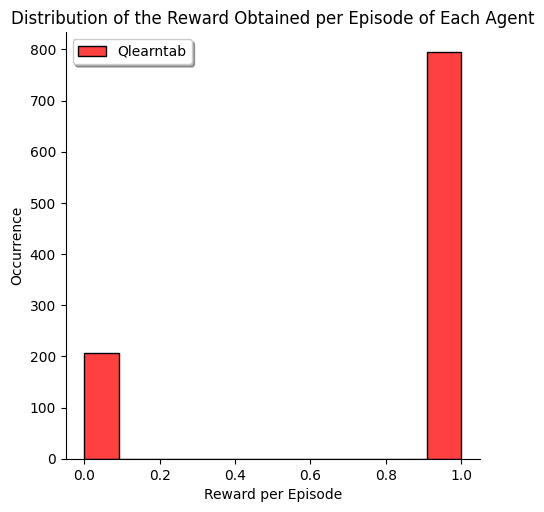 Distribution of the Reward Obtained per Episode of Each Agent
Qlearntab
800
700
600
500
400
300
200
100
0
Occurrence
0.0 0.2 0.4 0.6 0.8 1.0
Reward per Episode